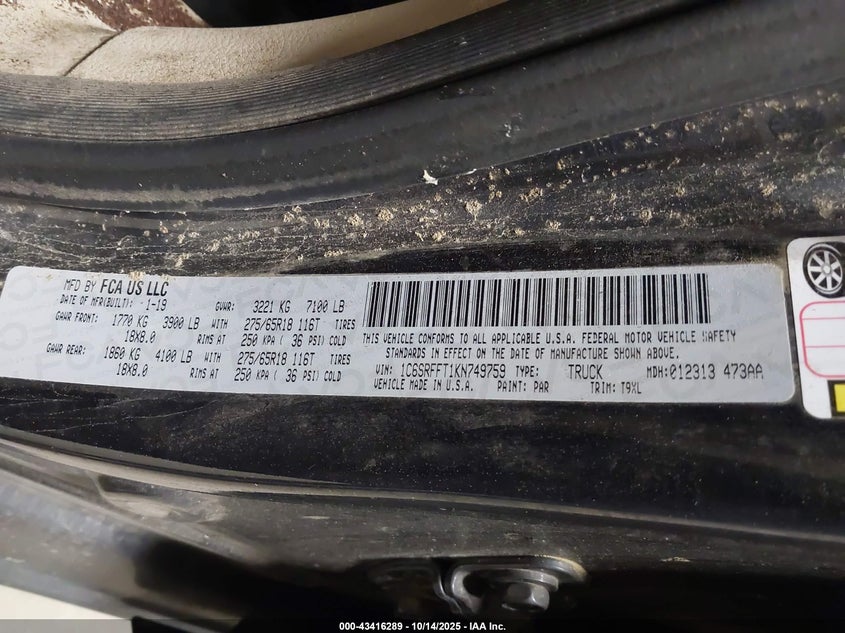 MFD BY FCA US LLC
DATE OF MFR(BUILT): -1-19 GVWR: 3221 KG 7100 LB
GAWR FRONT: 1770 KG 3900 LB WITH 275/65R18 116T TIRES
18X8.0 RIMS AT 250 KPA ( 36 PSI) COLD
GAWR REAR: 1860 KG 4100 LB WITH 275/65R18 116T TIRES
18X8.0 RIMS AT 250 KPA ( 36 PSI) COLD
THIS VEHICLE CONFORMS TO ALL APPLICABLE U.S.A. FEDERAL MOTOR VEHICLE SAFETY
STANDARDS IN EFFECT ON THE DATE OF MANUFACTURE SHOWN ABOVE.
VIN: 1C6SRFFT1KN749759 TYPE: TRUCK MDH:012313 473AA
VEHICLE MADE IN U.S.A. PAINT: PAR TRIM: T9XL
000-43416289 - 10/14/2025 - IAA Inc.